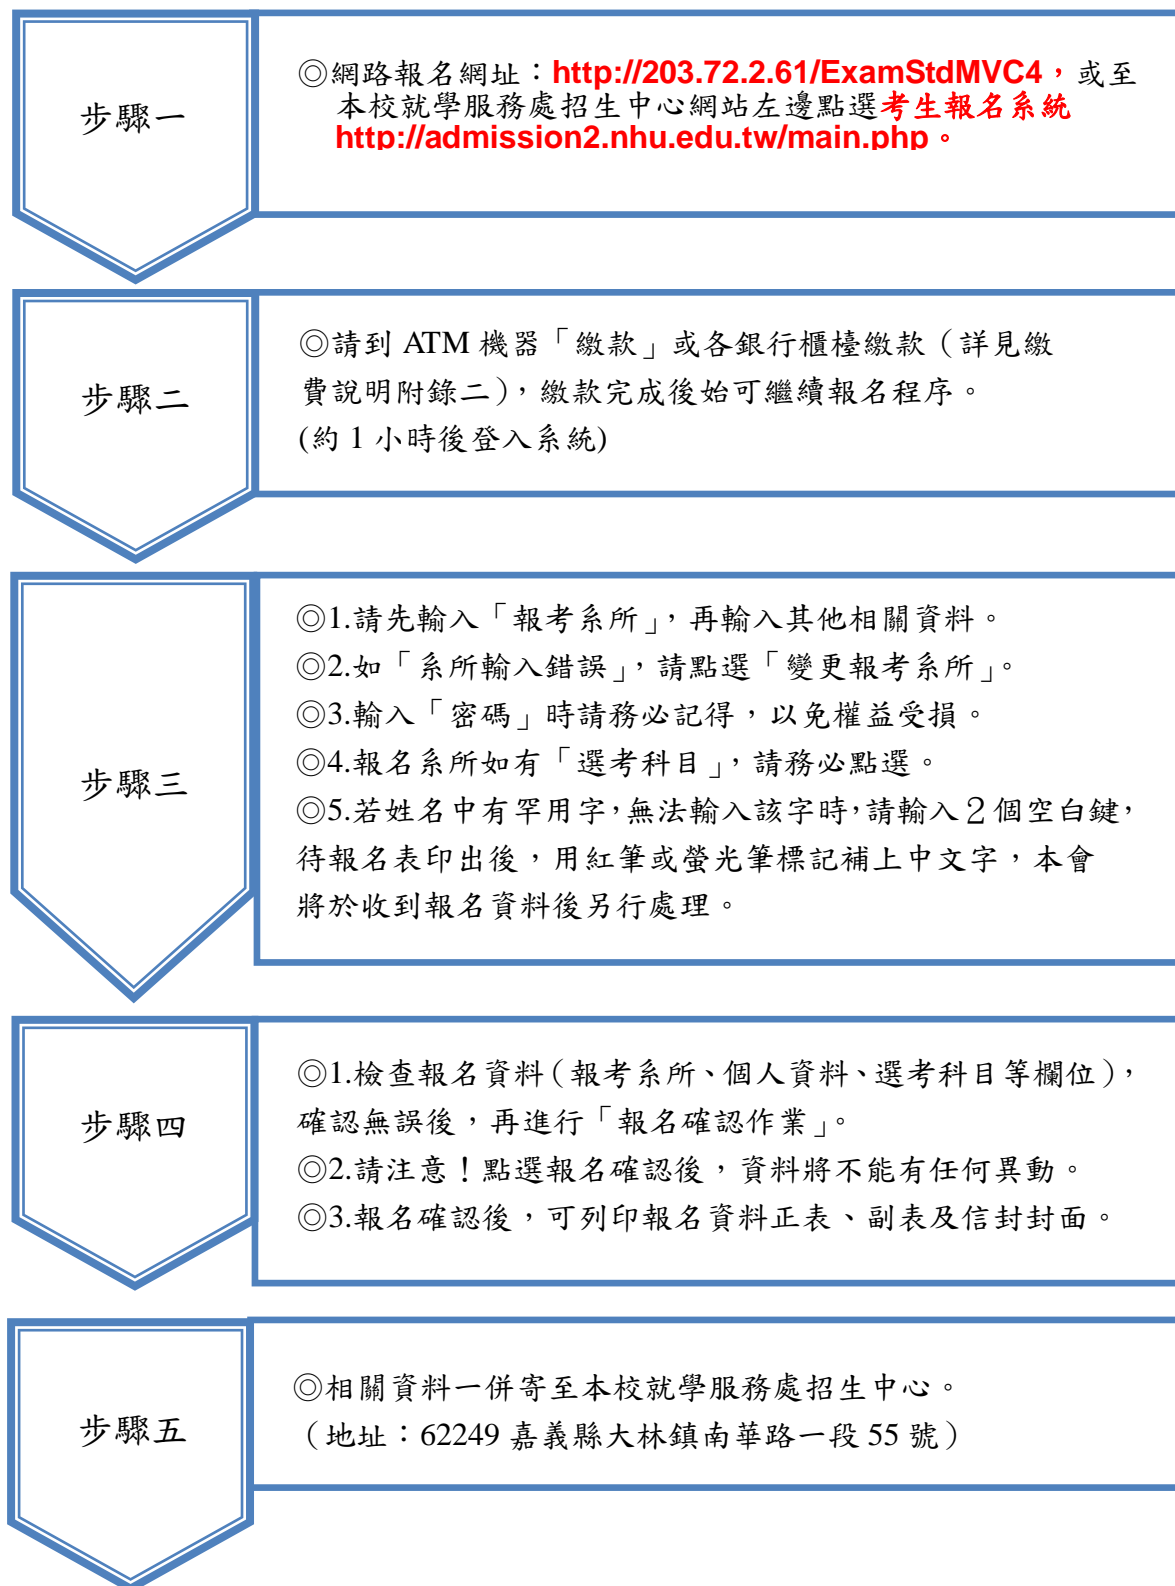 步驟一
◎網路報名網址：http://203.72.2.61/ExamStdMVC4，或至
本校就學服務處招生中心網站左邊點選考生報名系統
http://admission2.nhu.edu.tw/main.php。
步驟二
◎請到 ATM 機器「繳款」或各銀行櫃檯繳款（詳見繳
費說明附錄二），繳款完成後始可繼續報名程序。
(約 1 小時後登入系統)
步驟三
◎1.請先輸入「報考系所」，再輸入其他相關資料。
◎2.如「系所輸入錯誤」，請點選「變更報考系所」。
◎3.輸入「密碼」時請務必記得，以免權益受損。
◎4.報名系所如有「選考科目」，請務必點選。
◎5.若姓名中有罕用字，無法輸入該字時，請輸入２個空白鍵，
待報名表印出後，用紅筆或螢光筆標記補上中文字，本會
將於收到報名資料後另行處理。
步驟四
◎1.檢查報名資料（報考系所、個人資料、選考科目等欄位），
確認無誤後，再進行「報名確認作業」。
◎2.請注意！點選報名確認後，資料將不能有任何異動。
◎3.報名確認後，可列印報名資料正表、副表及信封封面。
步驟五
◎相關資料一併寄至本校就學服務處招生中心。
（地址：62249 嘉義縣大林鎮南華路一段 55 號）